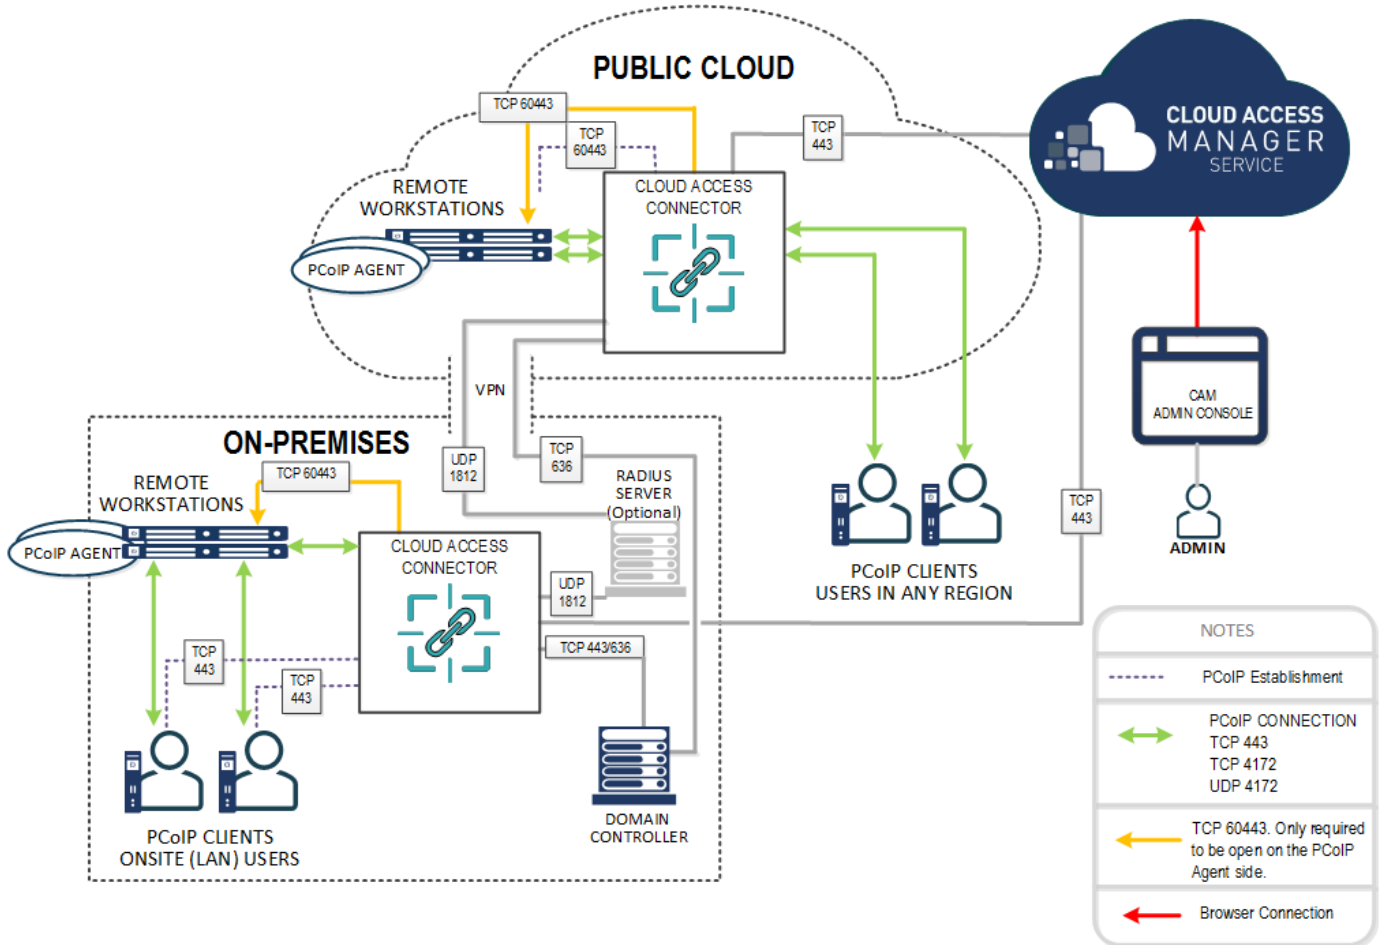 PUBLIC CLOUD
TCP 60443
TCP
60443
TCP
443
CLOUD ACCESS
MANAGER
SERVICE
REMOTE
WORKSTATIONS
CLOUD ACCESS
CONNECTOR
PCoIP AGENT
VPN
CAM
ADMIN CONSOLE
ON-PREMISES
TCP 60443
UDP
1812
TCP
636
RADIUS
SERVER
(Optional)
REMOTE
WORKSTATIONS
TCP
443
PCoIP AGENT
CLOUD ACCESS
CONNECTOR
ADMIN
PCoIP CLIENTS
USERS IN ANY REGION
UDP
1812
TCP 443/636
TCP
443
TCP
443
DOMAIN
CONTROLLER
PCoIP CLIENTS
ONSITE (LAN) USERS
NOTES
PCoIP Establishment
PCoIP CONNECTION
TCP 443
TCP 4172
UDP 4172
TCP 60443. Only required
to be open on the PCoIP
Agent side.
Browser Connection